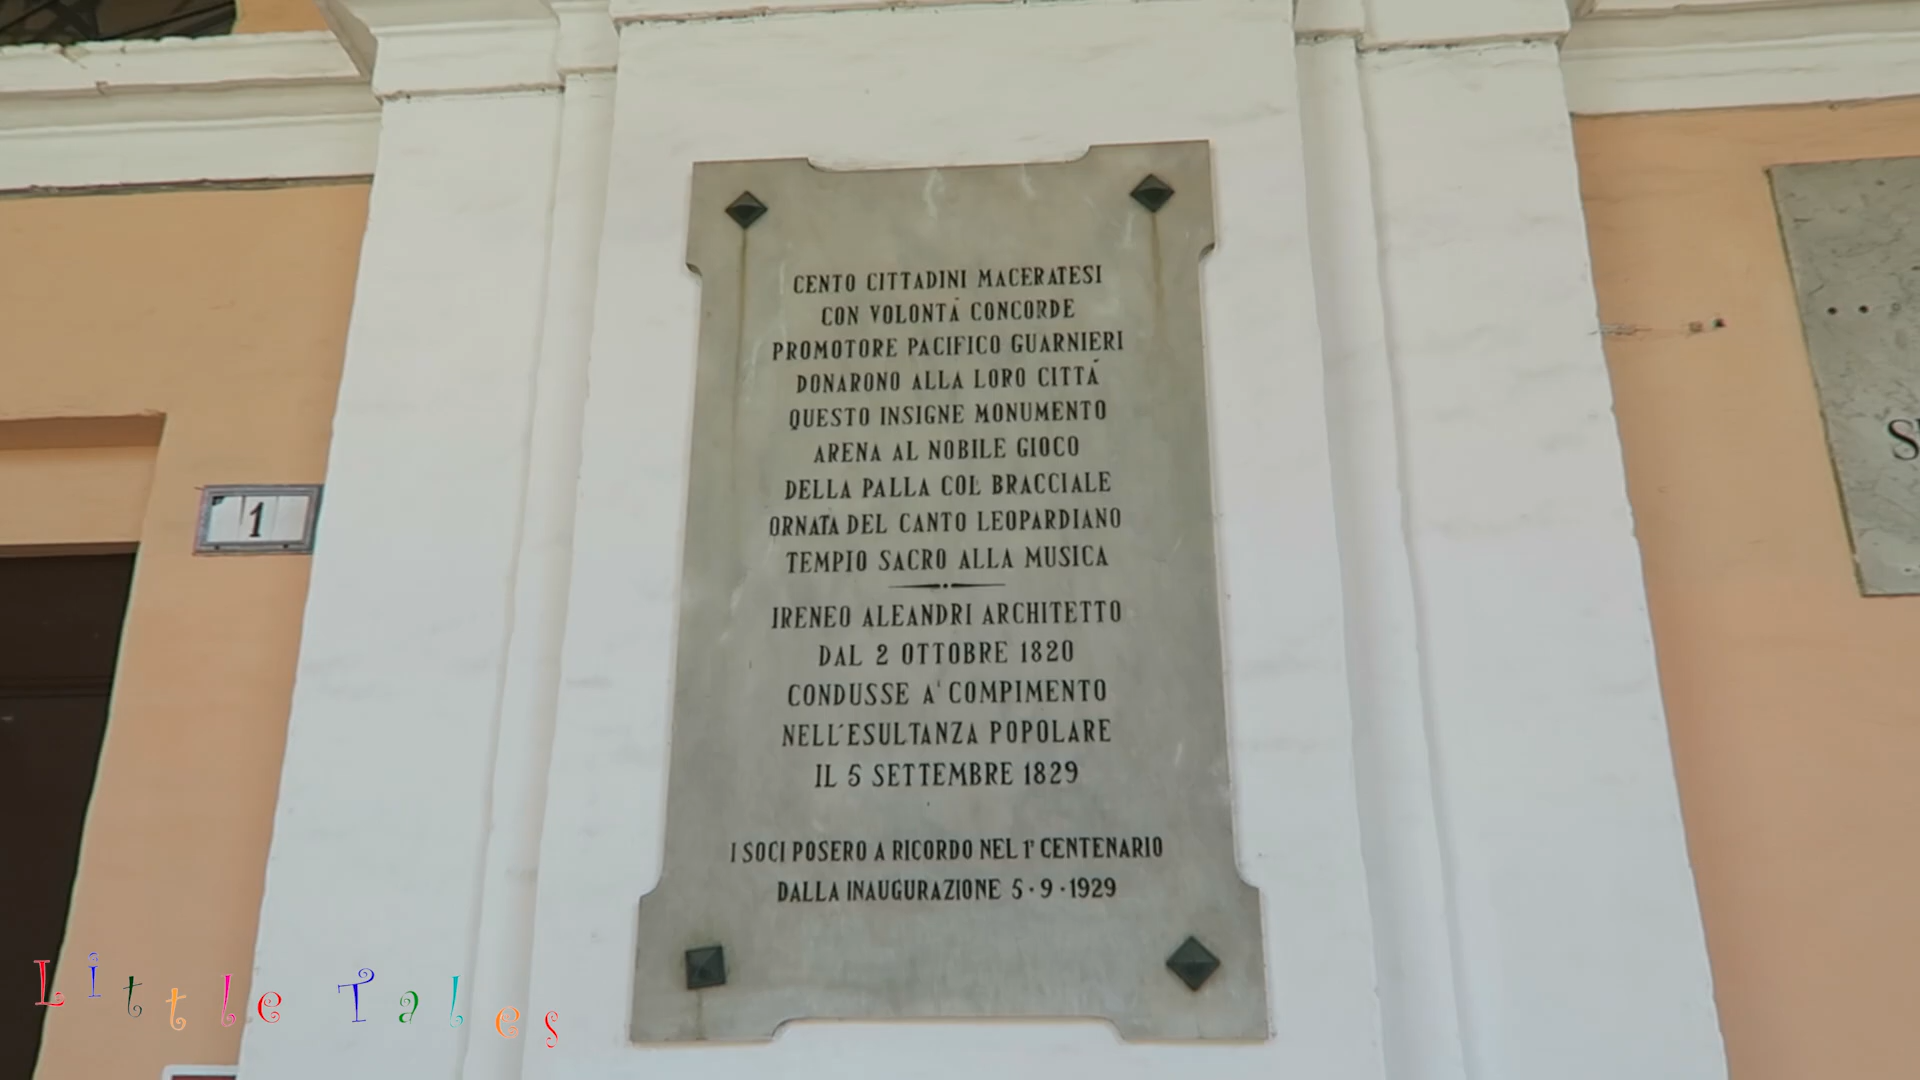 CENTO CITTADINI MACERATESI
CON VOLONTÁ CONCORDE
PROMOTORE PACIFICO GUARNIERI
DONARONO ALLA LORO CITTÁ
QUESTO INSIGNE MONUMENTO
ARENA AL NOBILE GIOCO
DELLA PALLA COL BRACCIALE
ORNATA DEL CANTO LEOPARDIANO
TEMPIO SACRO ALLA MUSICA
IRENEO ALEANDRI ARCHITETTO
DAL 2 OTTOBRE 1820
CONDUSSE A' COMPIMENTO
NELL'ESULTANZA POPOLARE
IL 5 SETTEMBRE 1829
I SOCI POSERO A RICORDO NEL 1° CENTENARIO
DALLA INAUGURAZIONE 5·9·1929
1
Little Tales